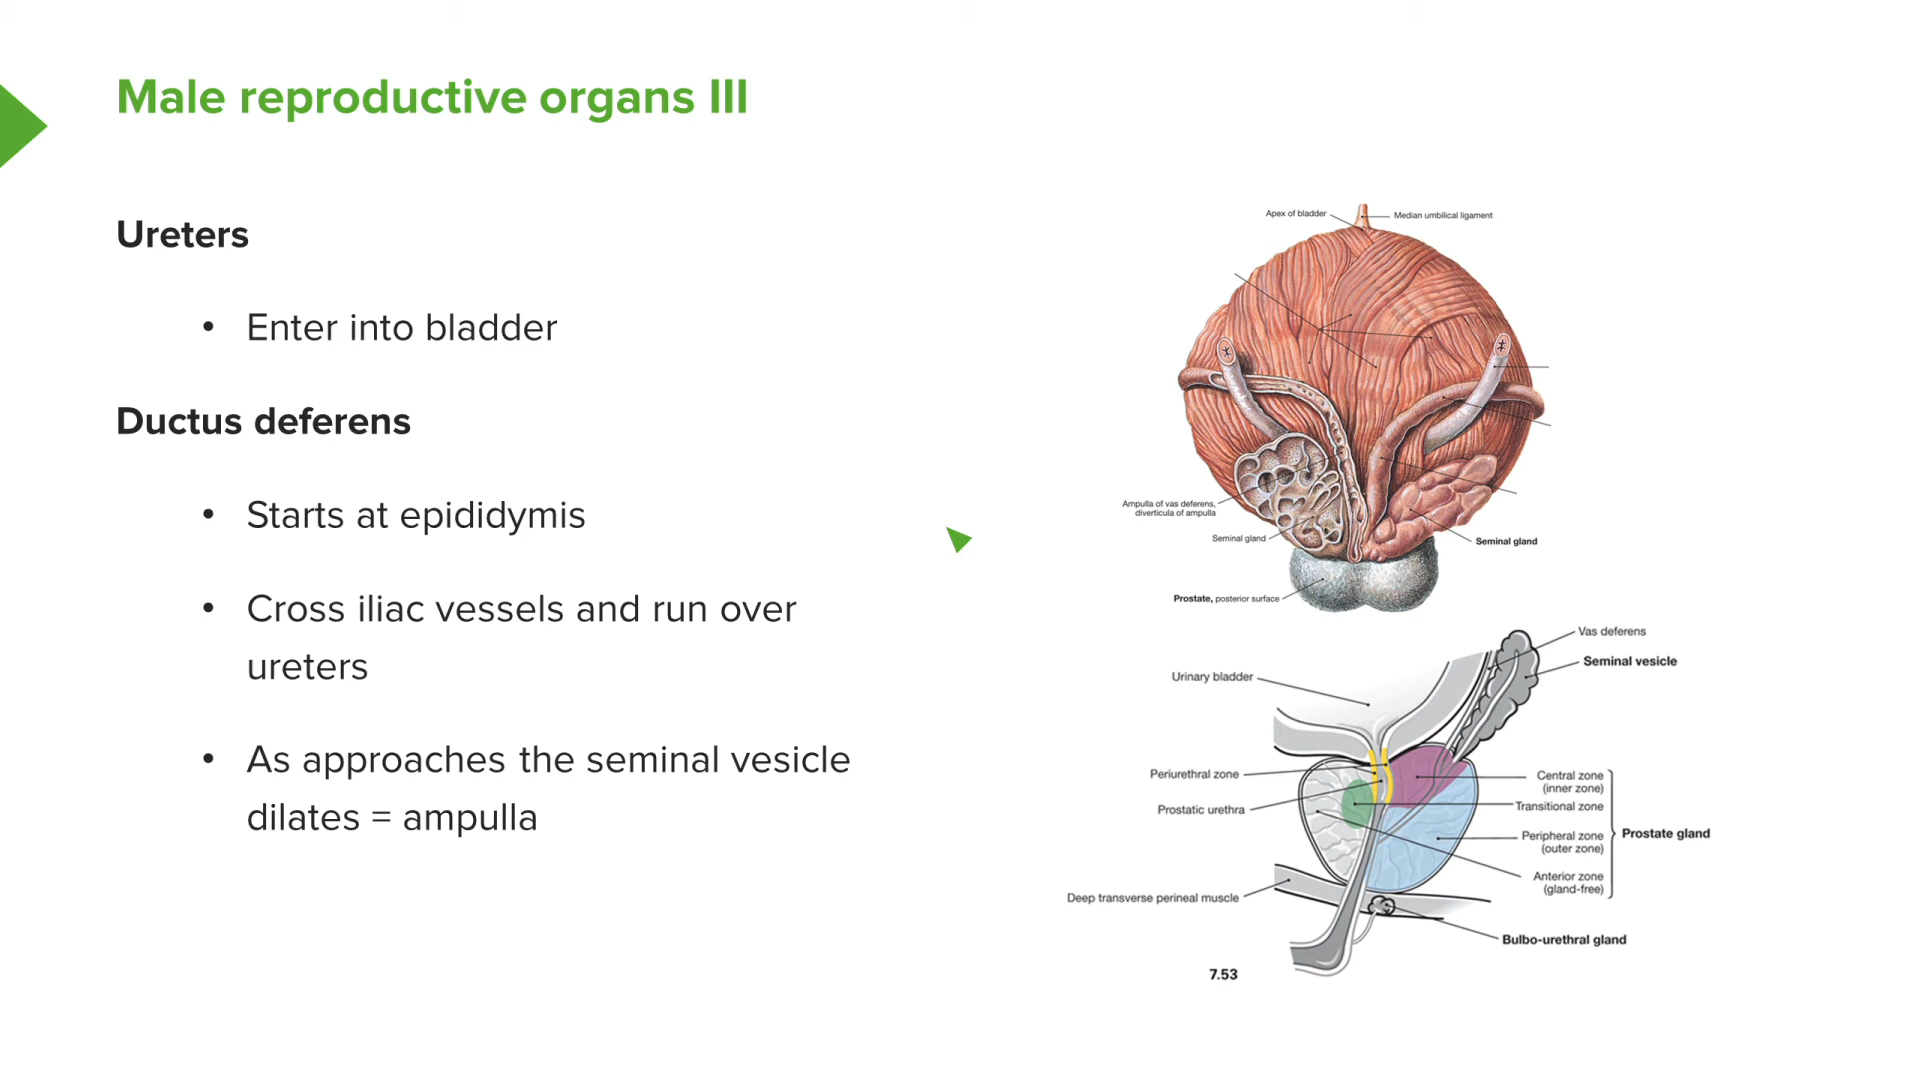 Male reproductive organs III
Ureters
• Enter into bladder
Ductus deferens
• Starts at epididymis
• Cross iliac vessels and run over
ureters
• As approaches the seminal vesicle
dilates = ampulla
Apex of bladder
Median umbilical ligament
Ampulla of vas deferens,
diverticula of ampulla
Seminal gland
Seminal gland
Prostate, posterior surface
Vas deferens
Seminal vesicle
Urinary bladder
Periurethral zone
Prostatic urethra
Central zone
(inner zone)
Transitional zone
Peripheral zone
(outer zone)
Prostate gland
Anterior zone
(gland-free)
Deep transverse perineal muscle
Bulbo-urethral gland
7.53